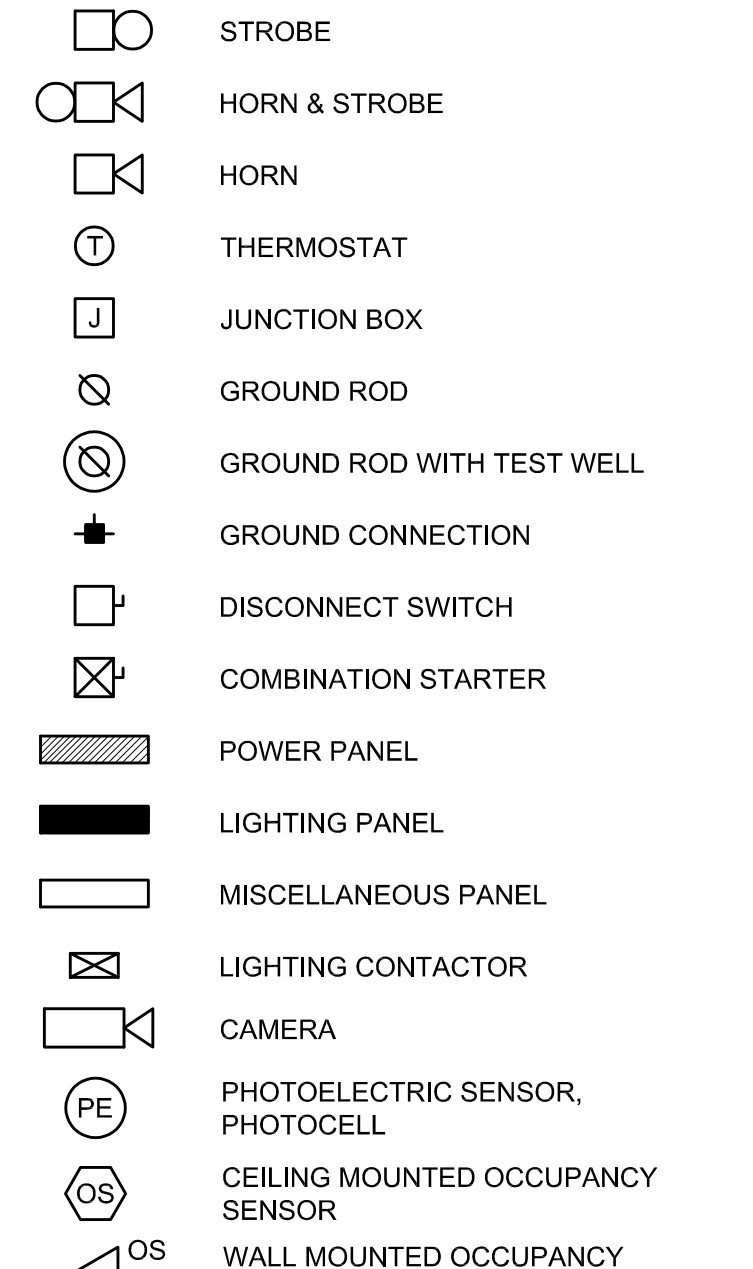 STROBE
HORN & STROBE
HORN
T THERMOSTAT
J JUNCTION BOX
GROUND ROD
GROUND ROD WITH TEST WELL
GROUND CONNECTION
DISCONNECT SWITCH
COMBINATION STARTER
POWER PANEL
LIGHTING PANEL
MISCELLANEOUS PANEL
LIGHTING CONTACTOR
CAMERA
PE PHOTOELECTRIC SENSOR,
PHOTOCELL
OS CEILING MOUNTED OCCUPANCY
SENSOR
OS WALL MOUNTED OCCUPANCY